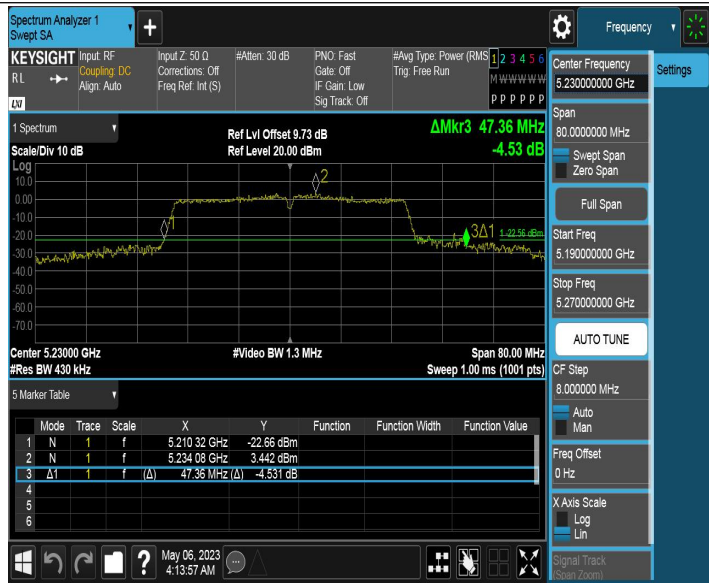 Spectrum Analyzer 1
Swept SA
+
Frequency
KEYSIGHT
Input: RF
Coupling: DC
Align: Auto
Input Z: 50 Ω
Corrections: Off
Freq Ref: Int (S)
#Atten: 30 dB
PNO: Fast
Gate: Off
IF Gain: Low
Sig Track: Off
#Avg Type: Power (RMS
Trig: Free Run
1 2 3 4 5 6
M W W W W W
P P P P P P
RL
LXI
Center Frequency
5.230000000 GHz
Settings
Span
80.0000000 MHz
Swept Span
Zero Span
Full Span
Start Freq
5.190000000 GHz
Stop Freq
5.270000000 GHz
AUTO TUNE
CF Step
8.000000 MHz
Auto
Man
Freq Offset
0 Hz
X Axis Scale
Log
Lin
Signal Track
(Span Zoom)
1 Spectrum
Scale/Div 10 dB
Ref Lvl Offset 9.73 dB
Ref Level 20.00 dBm
ΔMkr3 47.36 MHz
-4.53 dB
Log
10.0
0.00
-10.0
-20.0
-30.0
-40.0
-50.0
-60.0
-70.0
1
2
3Δ1
1 -22.56 dBm
Center 5.23000 GHz
#Video BW 1.3 MHz
Span 80.00 MHz
#Res BW 430 kHz
Sweep 1.00 ms (1001 pts)
5 Marker Table
Mode Trace Scale X Y Function Function Width Function Value
1 N 1 f 5.210 32 GHz -22.66 dBm
2 N 1 f 5.234 08 GHz 3.442 dBm
3 Δ1 1 f (Δ) 47.36 MHz (Δ) -4.531 dB
4
5
6
?
May 06, 2023
4:13:57 AM